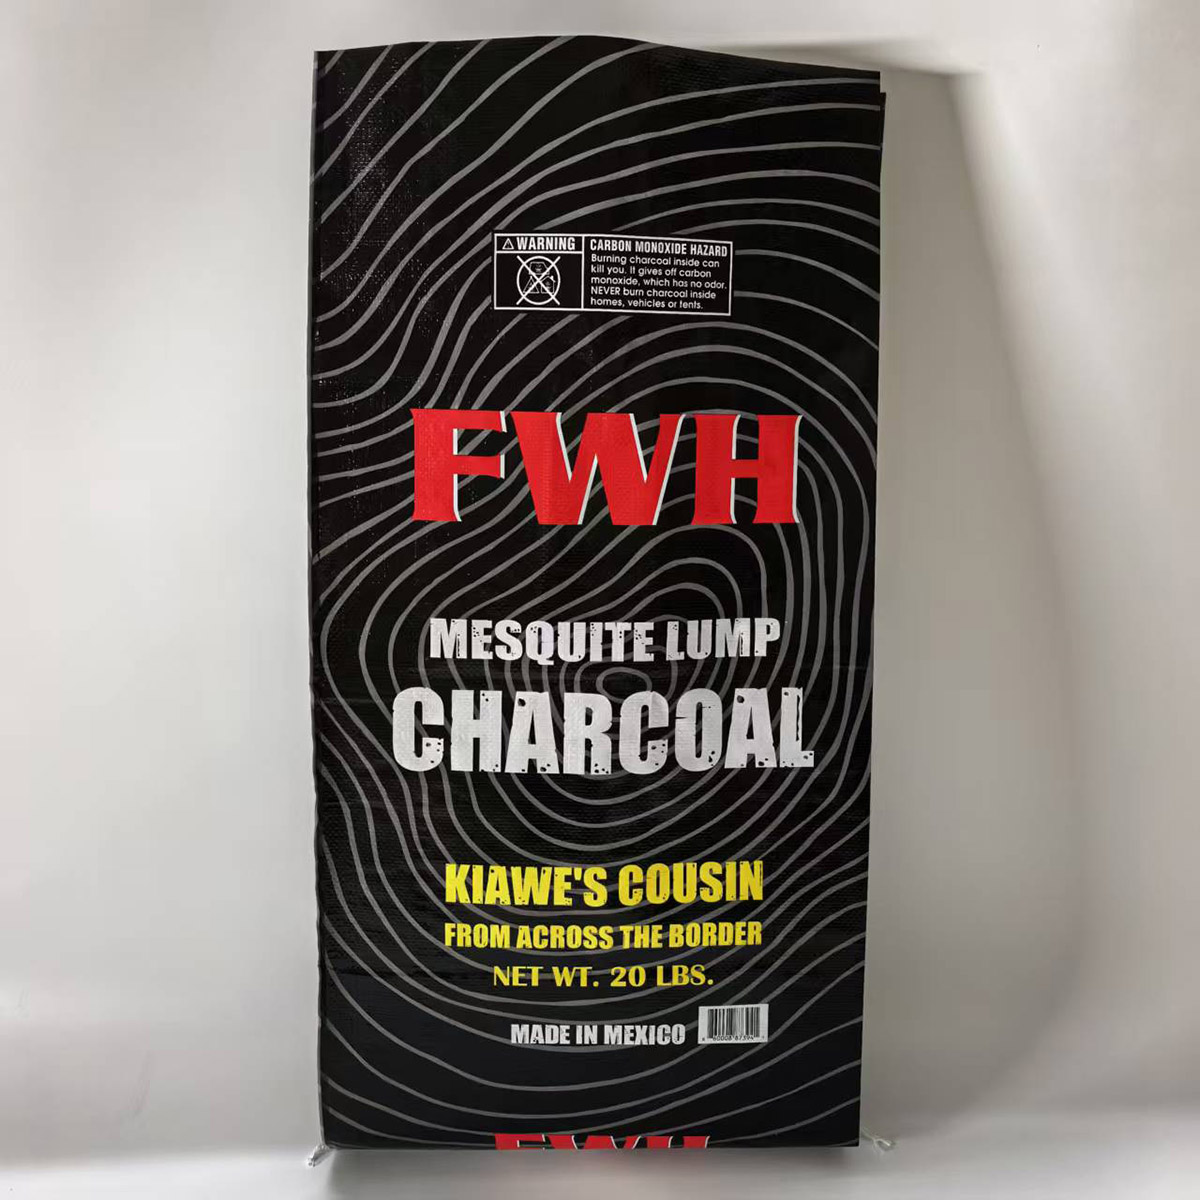 WARNING
CARBON MONOXIDE HAZARD
Burning charcoal inside can
kill you. It gives off carbon
monoxide, which has no odor.
NEVER burn charcoal inside
homes, vehicles or tents.
FWH
MESQUITE LUMP
CHARCOAL
KIAWE'S COUSIN
FROM ACROSS THE BORDER
NET WT. 20 LBS.
MADE IN MEXICO
FWH